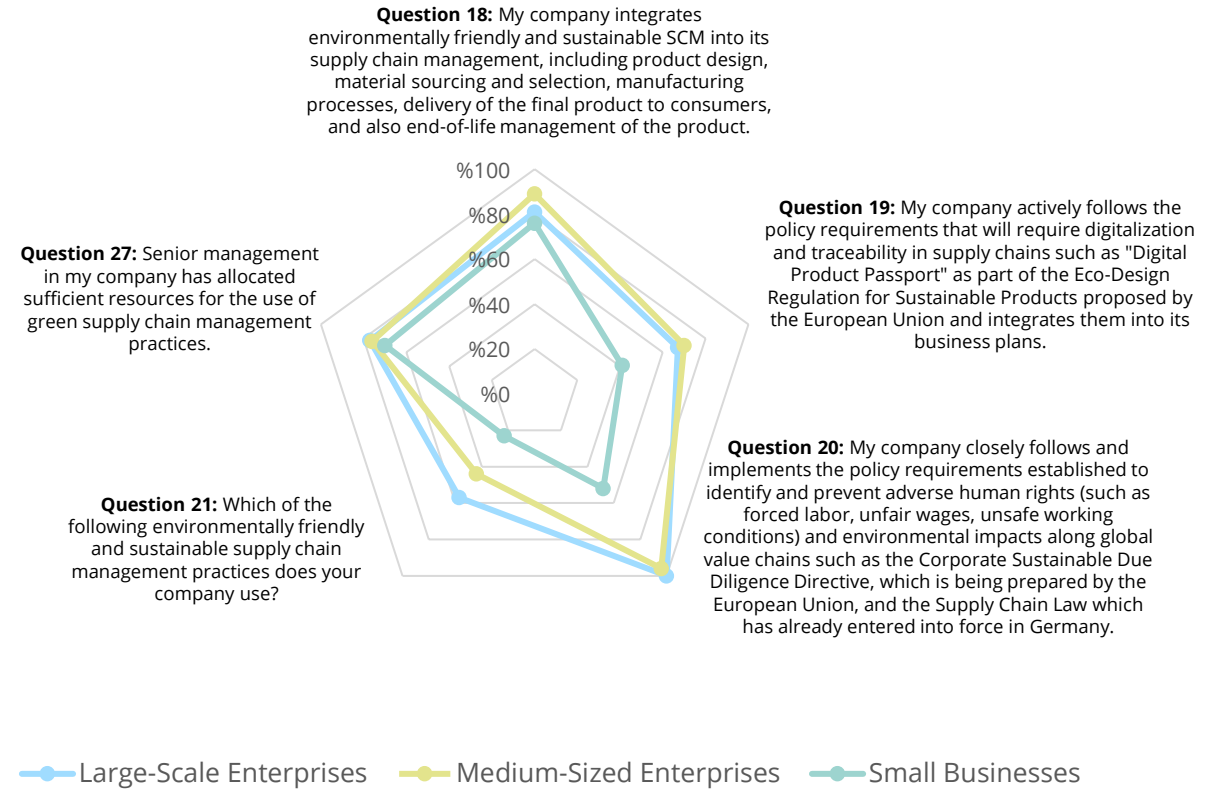 Question 18: My company integrates
environmentally friendly and sustainable SCM into its
supply chain management, including product design,
material sourcing and selection, manufacturing
processes, delivery of the final product to consumers,
and also end-of-life management of the product.
%100
%80
%60
%40
%20
%0
Question 19: My company actively follows the
policy requirements that will require digitalization
and traceability in supply chains such as "Digital
Product Passport" as part of the Eco-Design
Regulation for Sustainable Products proposed by
the European Union and integrates them into its
business plans.
Question 27: Senior management
in my company has allocated
sufficient resources for the use of
green supply chain management
practices.
Question 20: My company closely follows and
implements the policy requirements established to
identify and prevent adverse human rights (such as
forced labor, unfair wages, unsafe working
conditions) and environmental impacts along global
value chains such as the Corporate Sustainable Due
Diligence Directive, which is being prepared by the
European Union, and the Supply Chain Law which
has already entered into force in Germany.
Question 21: Which of the
following environmentally friendly
and sustainable supply chain
management practices does your
company use?
Large-Scale Enterprises
Medium-Sized Enterprises
Small Businesses